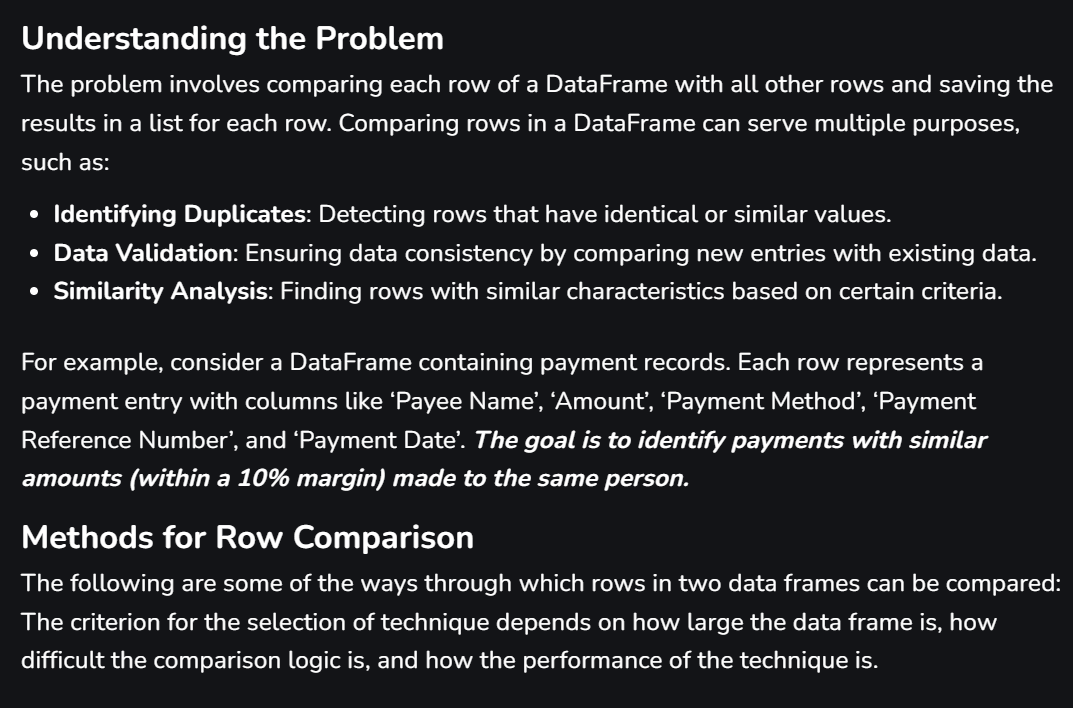 Understanding the Problem
The problem involves comparing each row of a DataFrame with all other rows and saving the
results in a list for each row. Comparing rows in a DataFrame can serve multiple purposes,
such as:
• Identifying Duplicates: Detecting rows that have identical or similar values.
• Data Validation: Ensuring data consistency by comparing new entries with existing data.
• Similarity Analysis: Finding rows with similar characteristics based on certain criteria.
For example, consider a DataFrame containing payment records. Each row represents a
payment entry with columns like ‘Payee Name’, ‘Amount’, ‘Payment Method’, ‘Payment
Reference Number’, and ‘Payment Date’. The goal is to identify payments with similar
amounts (within a 10% margin) made to the same person.
Methods for Row Comparison
The following are some of the ways through which rows in two data frames can be compared:
The criterion for the selection of technique depends on how large the data frame is, how
difficult the comparison logic is, and how the performance of the technique is.